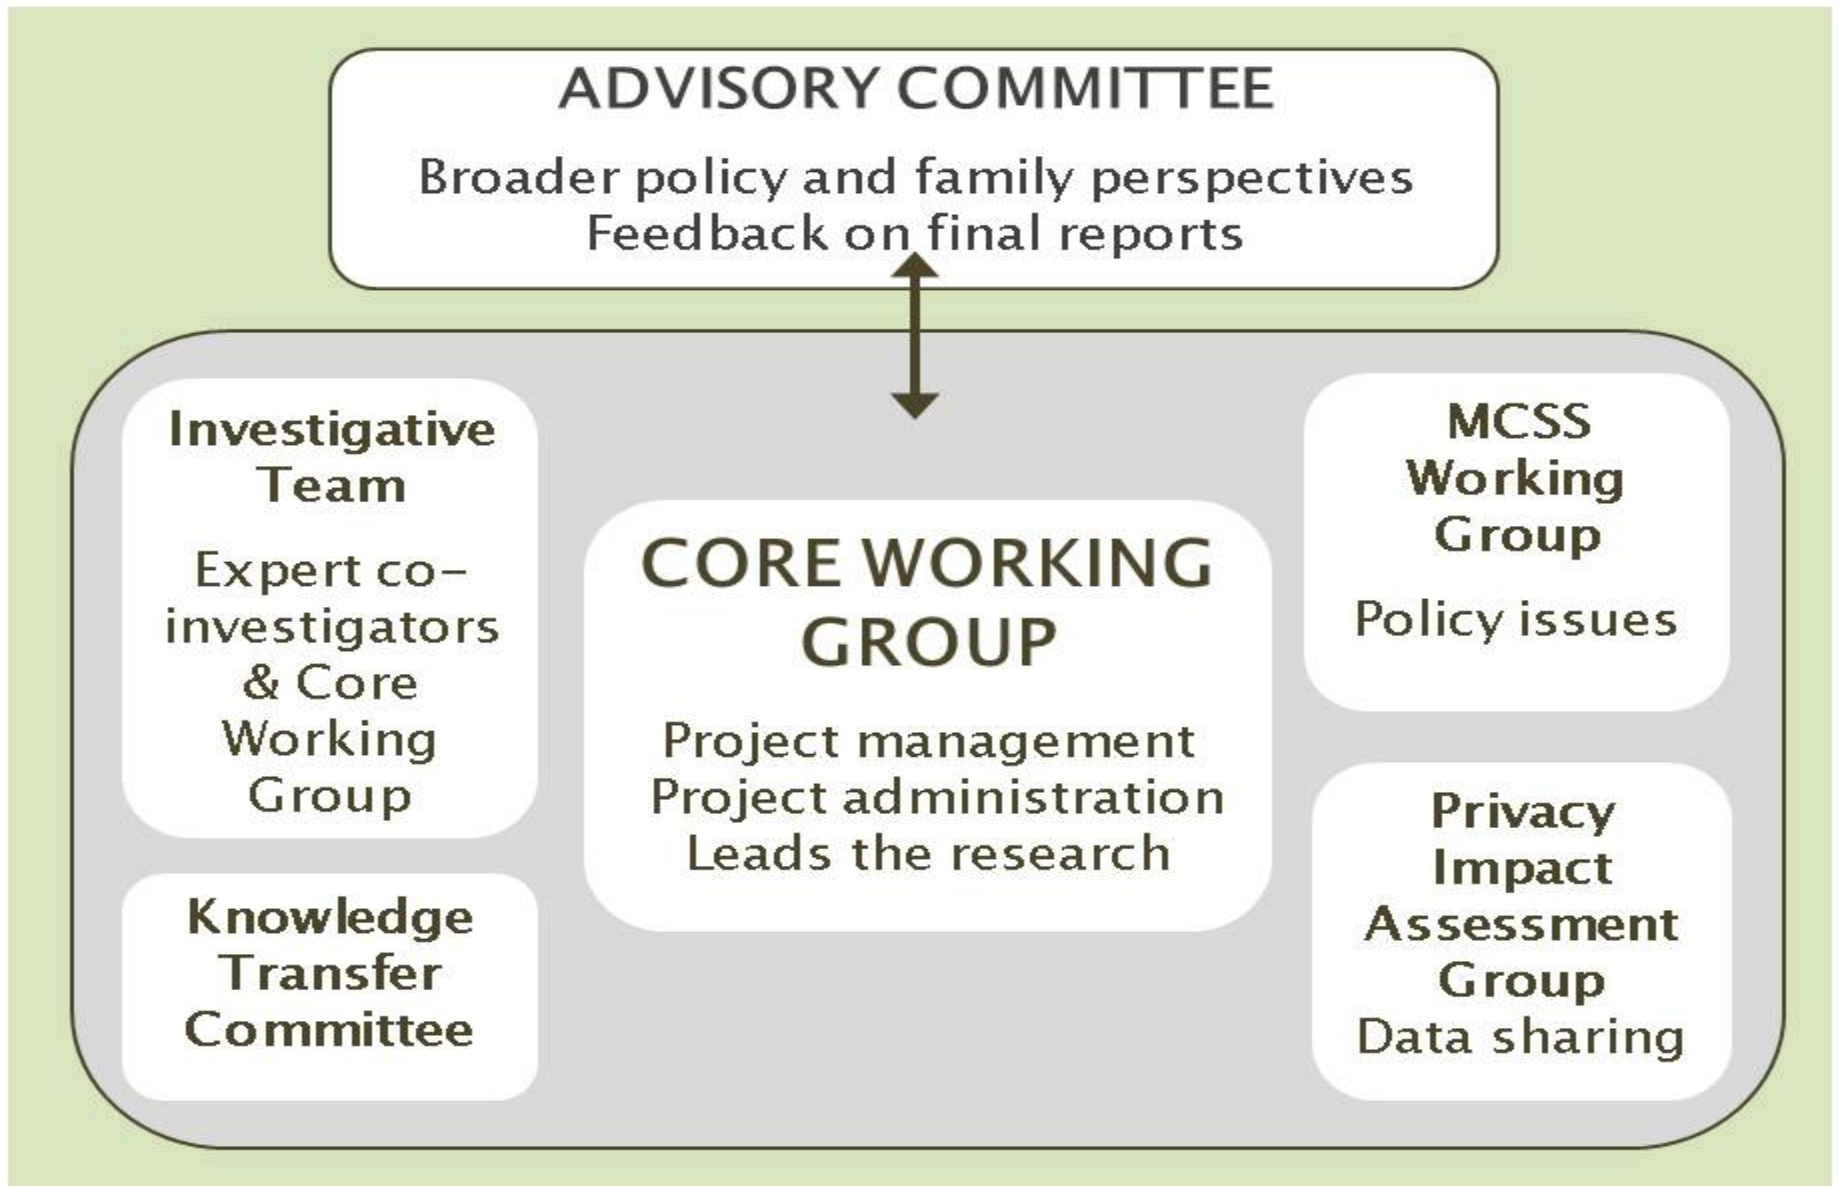 ADVISORY COMMITTEE
Broader policy and family perspectives
Feedback on final reports
Investigative
Team
Expert co-
investigators
& Core
Working
Group
Knowledge
Transfer
Committee
CORE WORKING
GROUP
Project management
Project administration
Leads the research
MCSS
Working
Group
Policy issues
Privacy
Impact
Assessment
Group
Data sharing